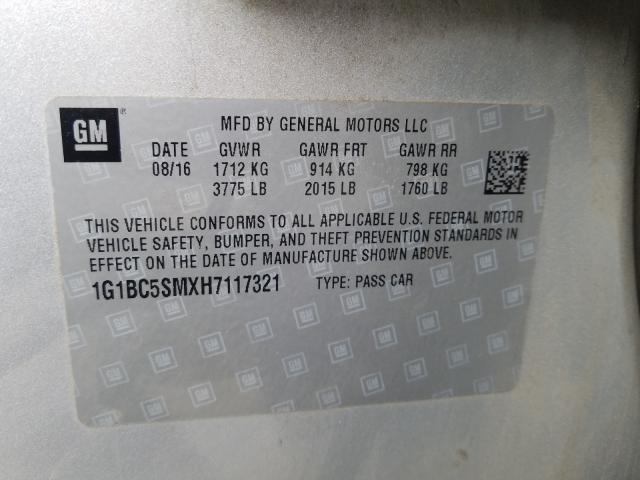 GM ®
MFD BY GENERAL MOTORS LLC
DATE GVWR GAWR FRT GAWR RR
08/16 1712 KG 914 KG 798 KG
3775 LB 2015 LB 1760 LB
THIS VEHICLE CONFORMS TO ALL APPLICABLE U.S. FEDERAL MOTOR
VEHICLE SAFETY, BUMPER, AND THEFT PREVENTION STANDARDS IN
EFFECT ON THE DATE OF MANUFACTURE SHOWN ABOVE.
1G1BC5SMXH7117321 TYPE: PASS CAR